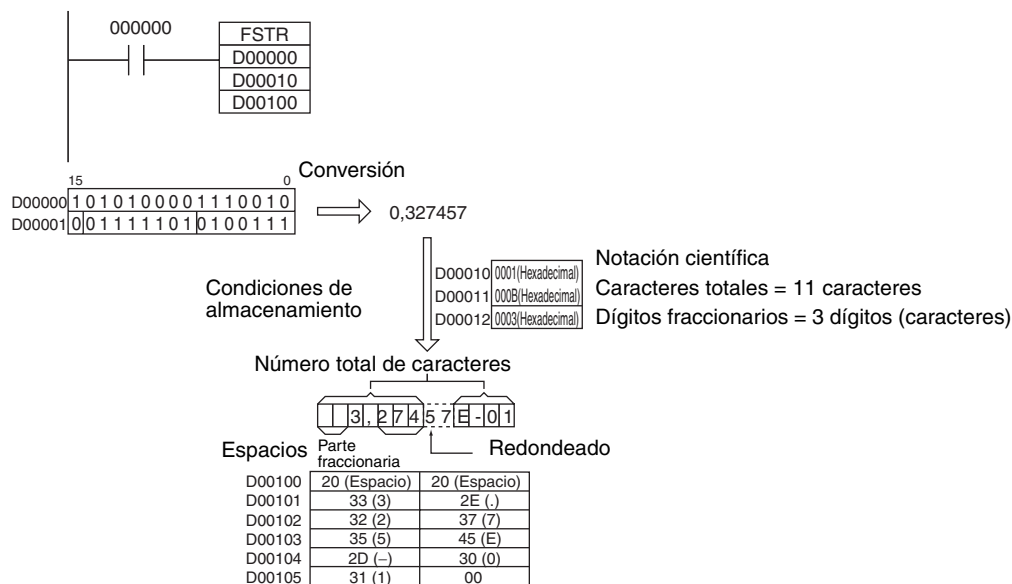 000000
FSTR
D00000
D00010
D00100
Conversión
15 0
D00000 1 0 1 0 1 0 0 0 0 1 1 1 0 0 1 0
D00001 0 0 1 1 1 1 1 0 1 0 1 0 0 1 1 1
0,327457
Notación científica
D00010 0001(Hexadecimal)
Condiciones de almacenamiento
D00011 000B(Hexadecimal) Caracteres totales = 11 caracteres
D00012 0003(Hexadecimal) Dígitos fraccionarios = 3 dígitos (caracteres)
Número total de caracteres
3 , 2 7 4 5 7 E - 0 1
Espacios Parte fraccionaria Redondeado
D00100 20 (Espacio) 20 (Espacio)
D00101 33 (3) 2E (.)
D00102 32 (2) 37 (7)
D00103 35 (5) 45 (E)
D00104 2D (–) 30 (0)
D00105 31 (1) 00